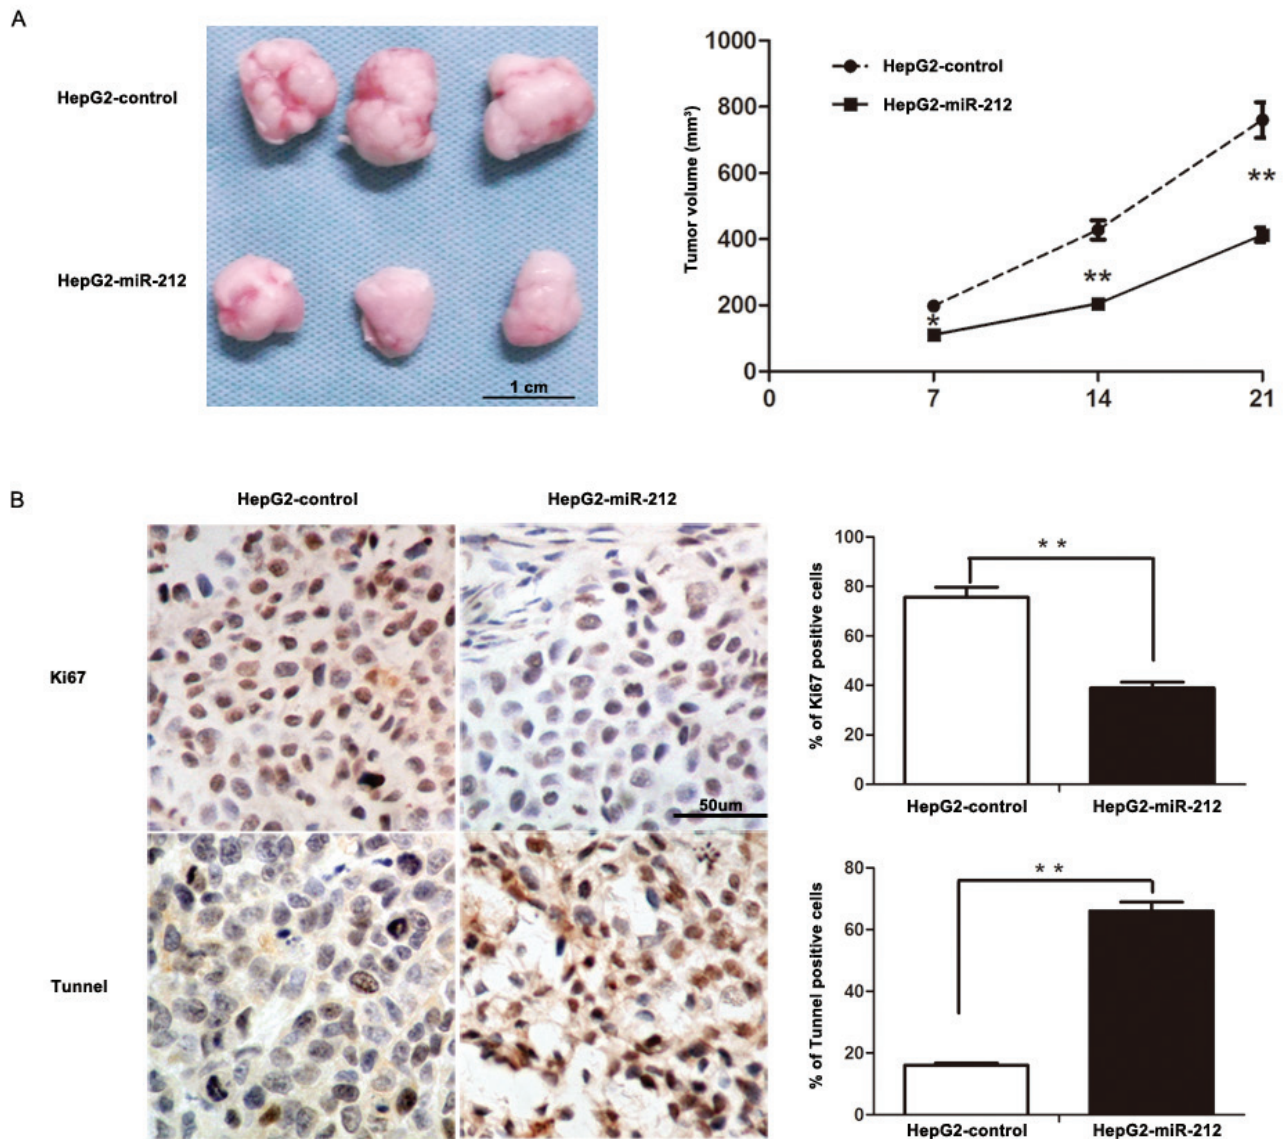 A
HepG2-control
HepG2-miR-212
1 cm
Tumor volume (mm³)
1000
800
600
400
200
0
HepG2-control
HepG2-miR-212
*
**
**
0 7 14 21
B
HepG2-control HepG2-miR-212
Ki67
50um
Tunnel
% of Ki67 positive cells
100
80
60
40
20
0
* *
HepG2-control HepG2-miR-212
% of Tunnel positive cells
80
60
40
20
0
* *
HepG2-control HepG2-miR-212